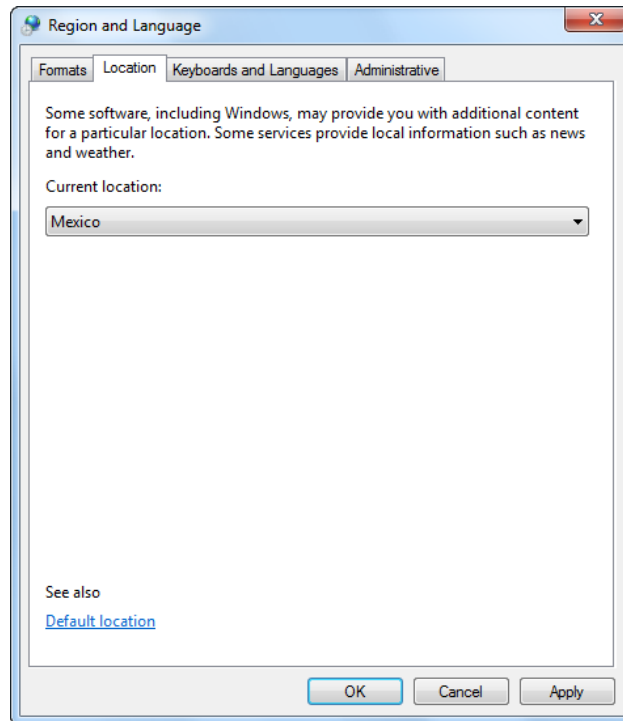 Region and Language
Formats Location Keyboards and Languages Administrative
Some software, including Windows, may provide you with additional content
for a particular location. Some services provide local information such as news
and weather.
Current location:
Mexico
See also
Default location
OK Cancel Apply